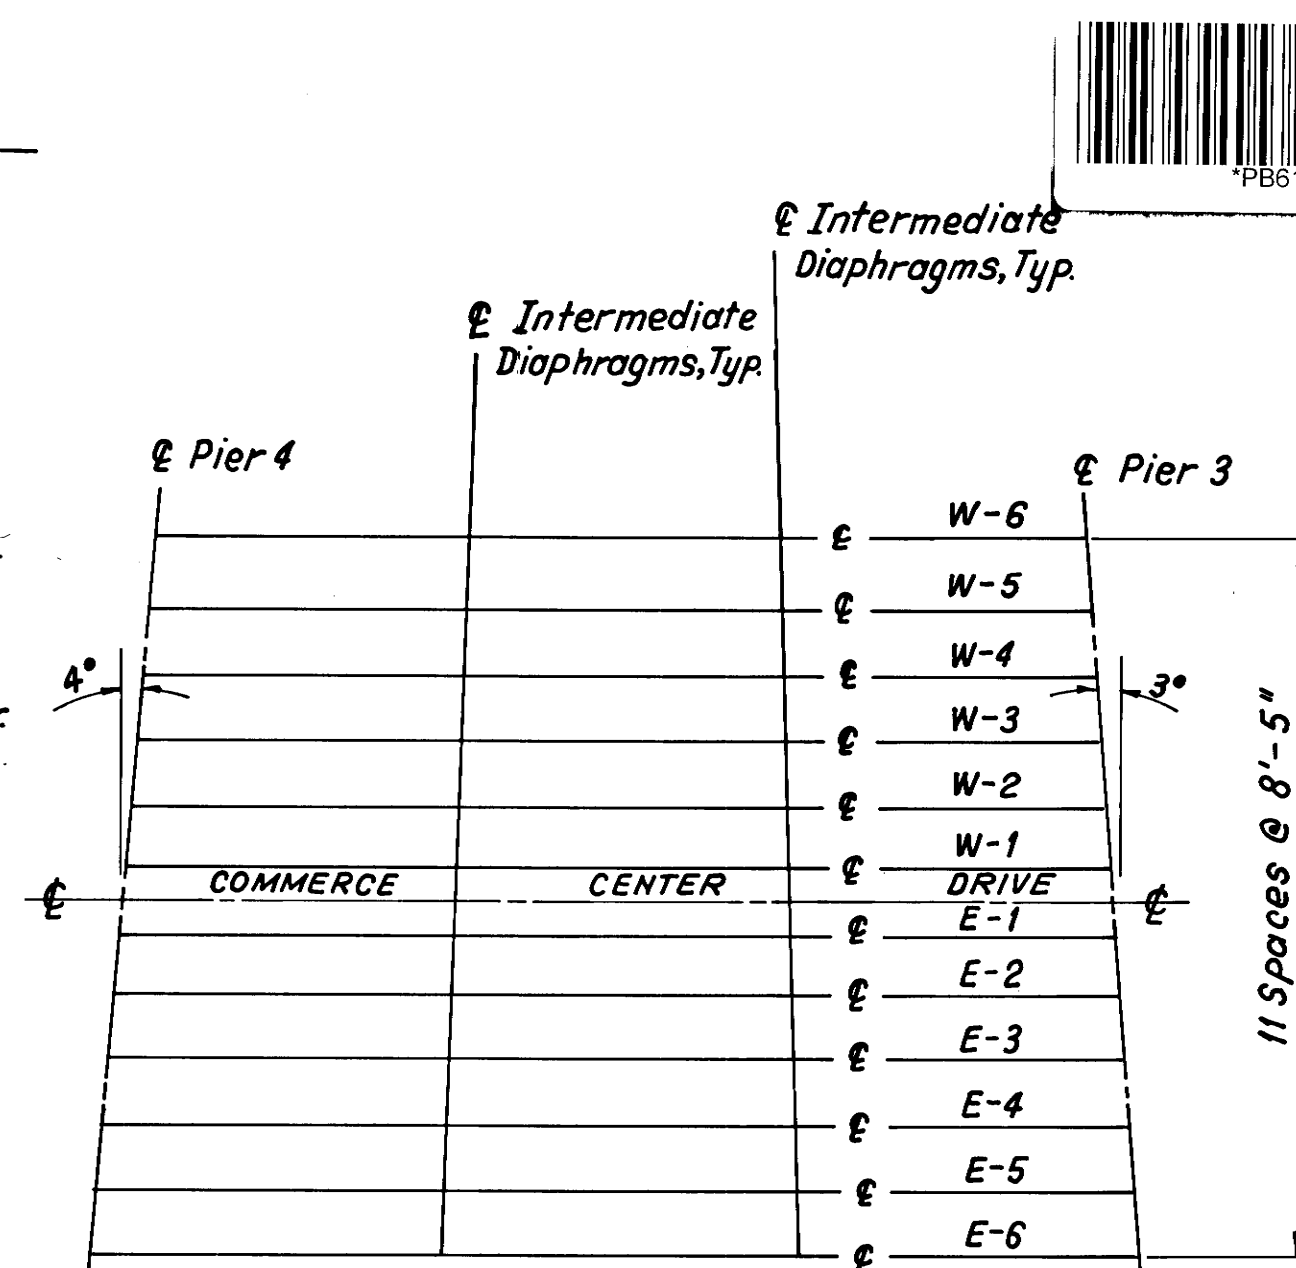 *PB61
℄ Intermediate
Diaphragms, Typ.
℄ Intermediate
Diaphragms, Typ.
℄ Pier 4
℄ Pier 3
℄ W-6
℄ W-5
℄ W-4
4°
3°
℄ W-3
℄ W-2
℄ W-1
℄ COMMERCE CENTER DRIVE ℄
℄ E-1
℄ E-2
℄ E-3
℄ E-4
℄ E-5
℄ E-6
11 Spaces @ 8'-5"